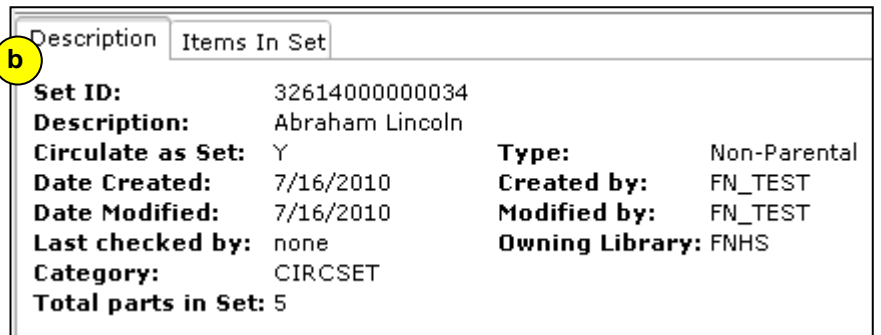 Description Items In Set
b
Set ID: 32614000000034
Description: Abraham Lincoln
Circulate as Set: Y Type: Non-Parental
Date Created: 7/16/2010 Created by: FN_TEST
Date Modified: 7/16/2010 Modified by: FN_TEST
Last checked by: none Owning Library: FNHS
Category: CIRCSET
Total parts in Set: 5